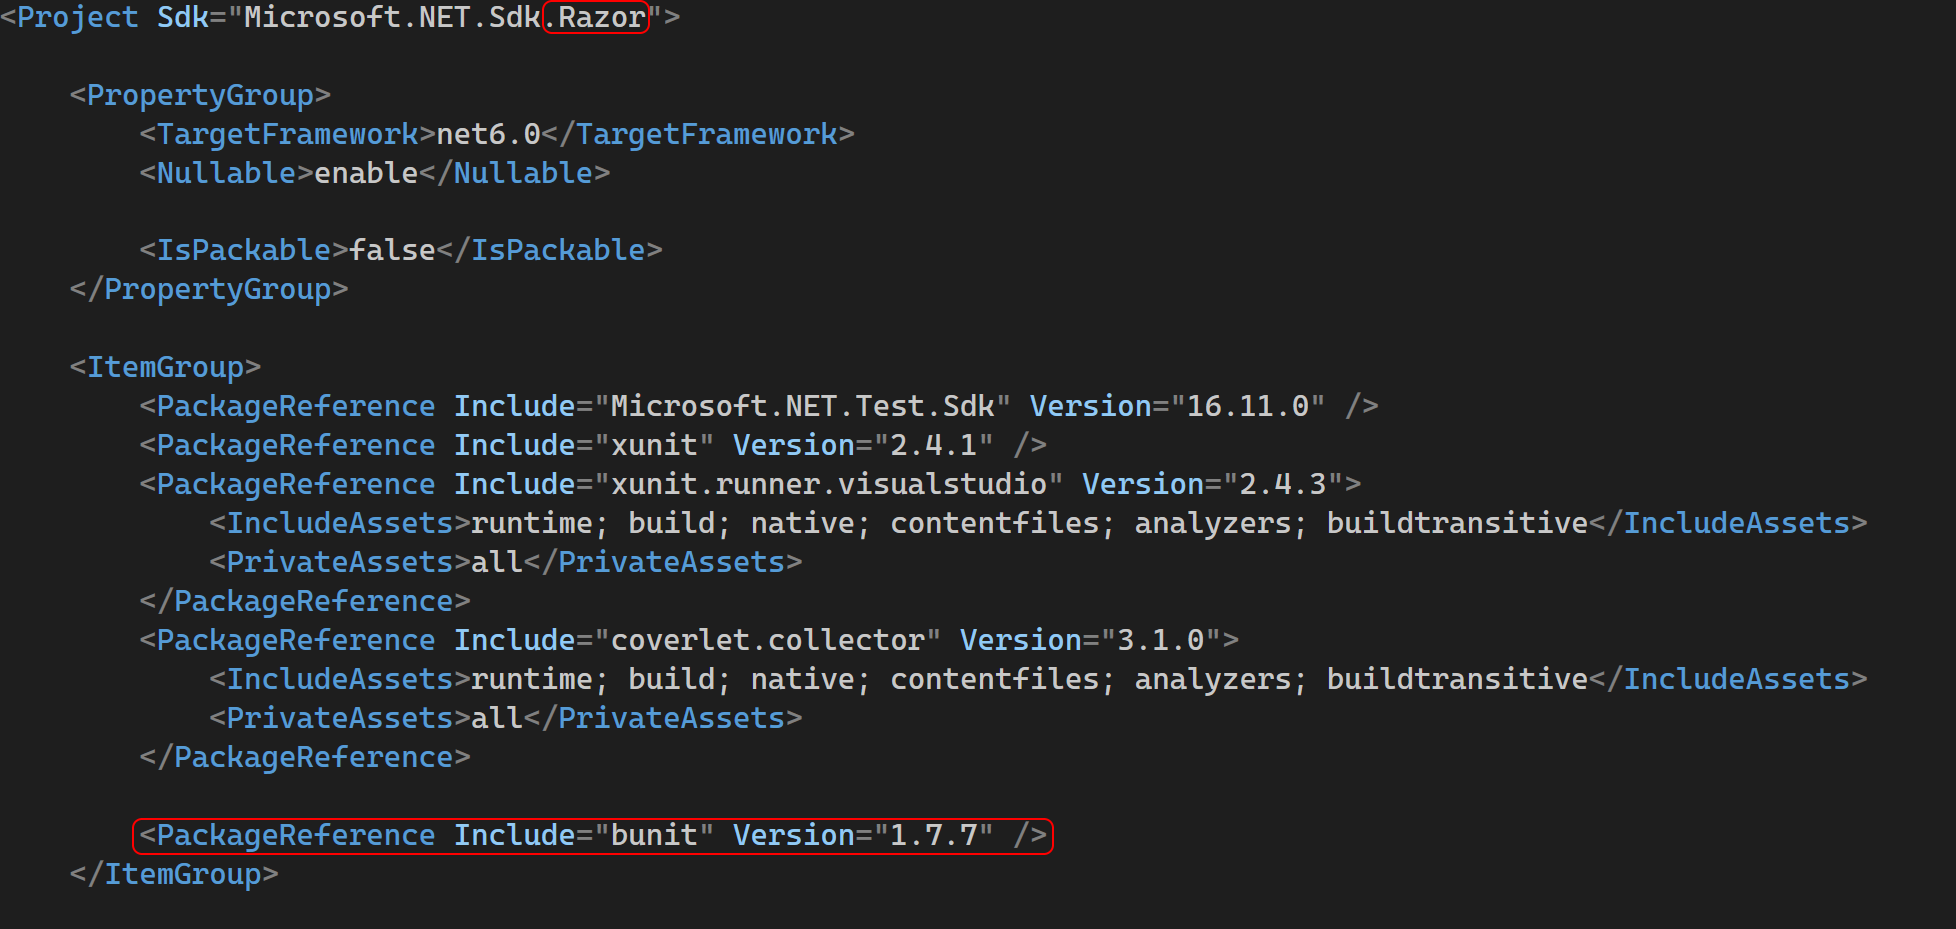 <Project Sdk="Microsoft.NET.Sdk.Razor">
<PropertyGroup>
<TargetFramework>net6.0</TargetFramework>
<Nullable>enable</Nullable>
<IsPackable>false</IsPackable>
</PropertyGroup>
<ItemGroup>
<PackageReference Include="Microsoft.NET.Test.Sdk" Version="16.11.0" />
<PackageReference Include="xunit" Version="2.4.1" />
<PackageReference Include="xunit.runner.visualstudio" Version="2.4.3">
<IncludeAssets>runtime; build; native; contentfiles; analyzers; buildtransitive</IncludeAssets>
<PrivateAssets>all</PrivateAssets>
</PackageReference>
<PackageReference Include="coverlet.collector" Version="3.1.0">
<IncludeAssets>runtime; build; native; contentfiles; analyzers; buildtransitive</IncludeAssets>
<PrivateAssets>all</PrivateAssets>
</PackageReference>
<PackageReference Include="bunit" Version="1.7.7" />
</ItemGroup>